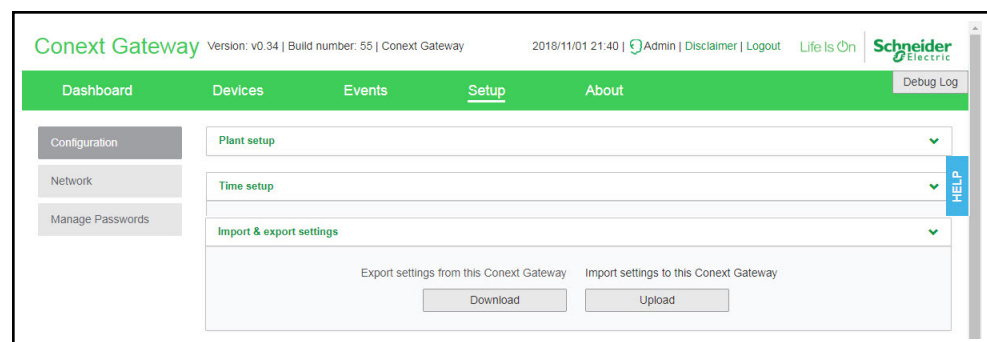 Conext Gateway Version: v0.34 | Build number: 55 | Conext Gateway 2018/11/01 21:40 | Admin | Disclaimer | Logout Life Is On Schneider Electric
Debug Log
Dashboard Devices Events Setup About
Configuration
Network
Manage Passwords
Plant setup
Time setup
HELP
Import & export settings
Export settings from this Conext Gateway Import settings to this Conext Gateway
Download Upload